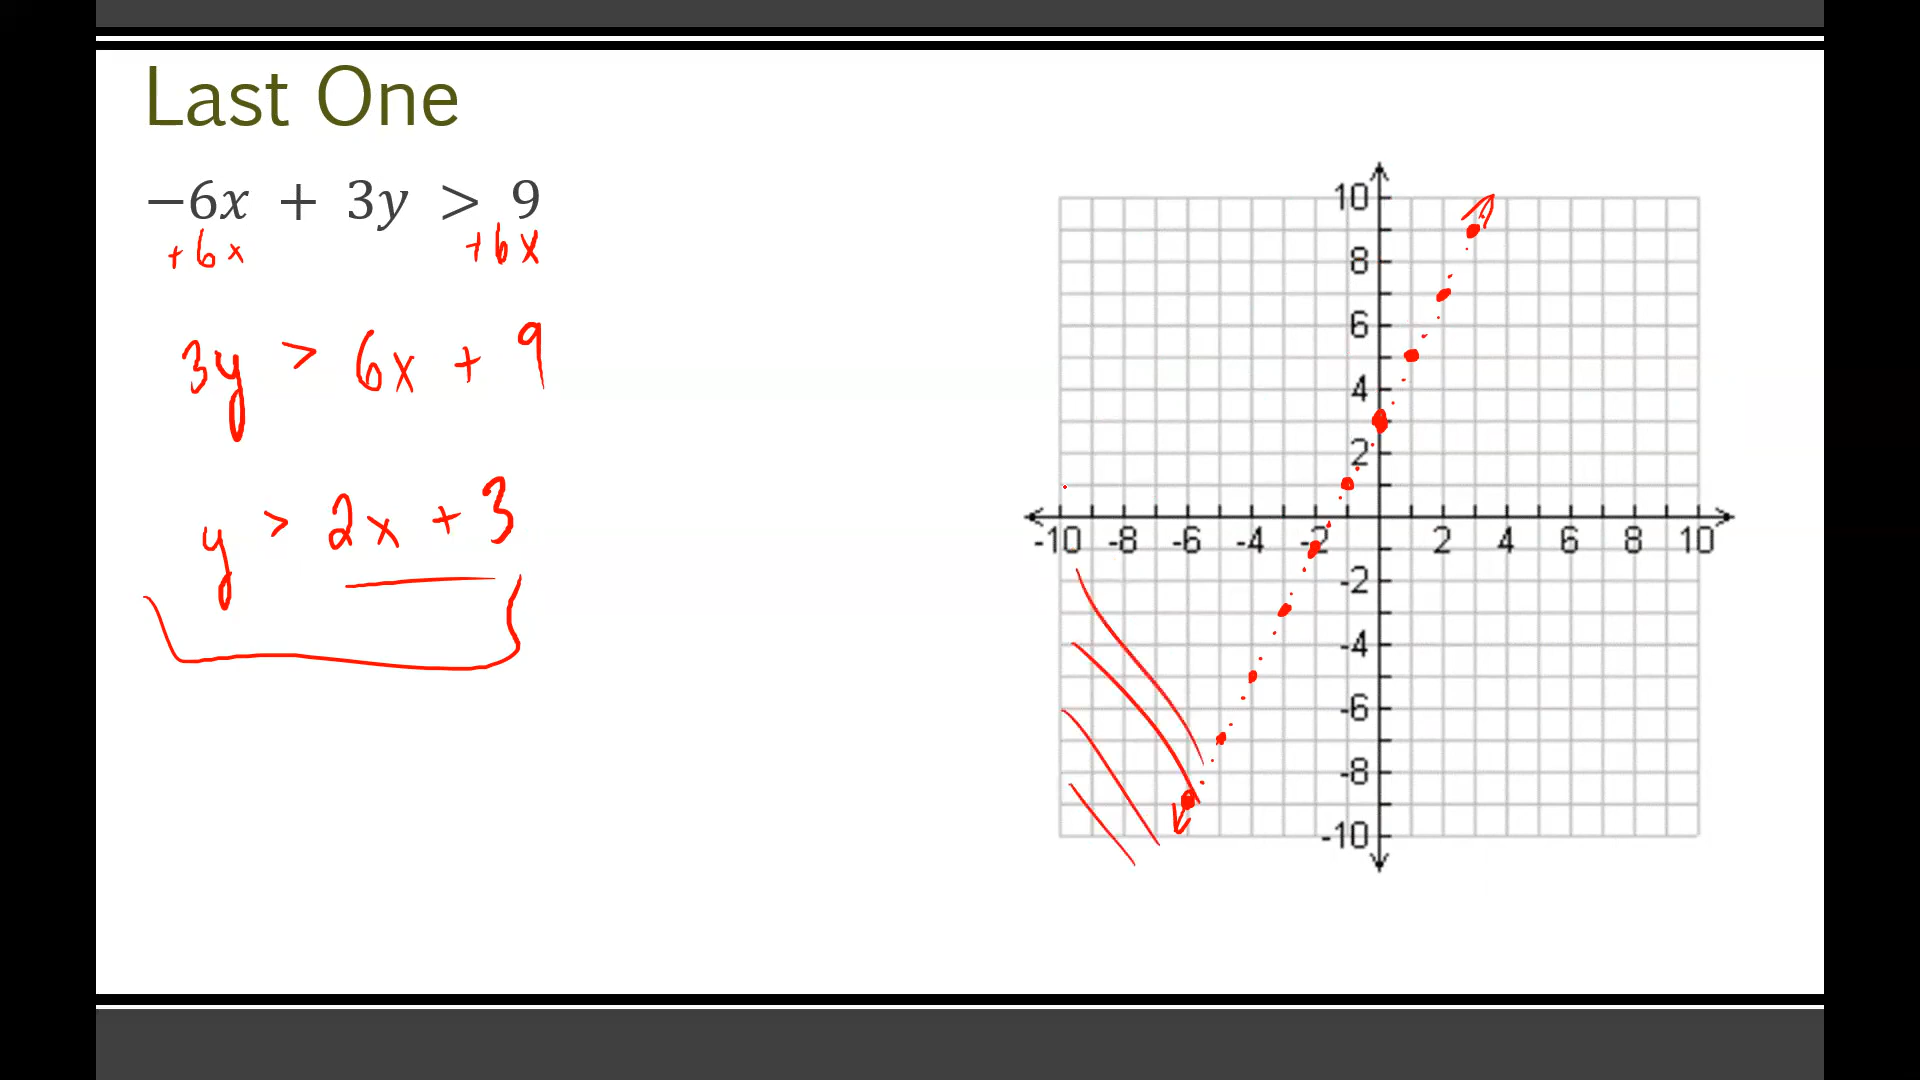 Last One
−6x + 3y > 9
+6x +6x
3y > 6x + 9
y > 2x + 3
10
8
6
4
2
-10 -8 -6 -4 -2 2 4 6 8 10
-2
-4
-6
-8
-10